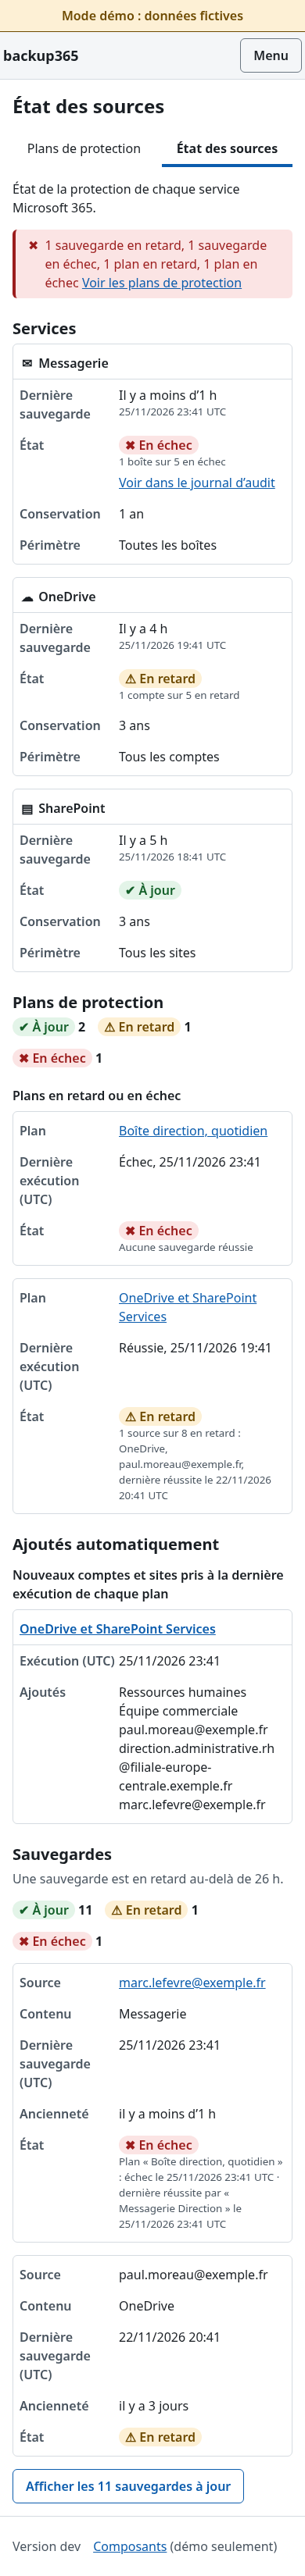 Mode démo : données fictives
backup365
Menu
État des sources
Plans de protection
État des sources
État de la protection de chaque service
Microsoft 365.
✖ 1 sauvegarde en retard, 1 sauvegarde
en échec, 1 plan en retard, 1 plan en
échec Voir les plans de protection
Services
✉ Messagerie
Dernière
sauvegarde
Il y a moins d’1 h
25/11/2026 23:41 UTC
État
✖ En échec
1 boîte sur 5 en échec
Voir dans le journal d’audit
Conservation
1 an
Périmètre
Toutes les boîtes
☁ OneDrive
Dernière
sauvegarde
Il y a 4 h
25/11/2026 19:41 UTC
État
⚠ En retard
1 compte sur 5 en retard
Conservation
3 ans
Périmètre
Tous les comptes
▤ SharePoint
Dernière
sauvegarde
Il y a 5 h
25/11/2026 18:41 UTC
État
✔ À jour
Conservation
3 ans
Périmètre
Tous les sites
Plans de protection
✔ À jour 2 ⚠ En retard 1
✖ En échec 1
Plans en retard ou en échec
Plan
Boîte direction, quotidien
Dernière
exécution
(UTC)
Échec, 25/11/2026 23:41
État
✖ En échec
Aucune sauvegarde réussie
Plan
OneDrive et SharePoint
Services
Dernière
exécution
(UTC)
Réussie, 25/11/2026 19:41
État
⚠ En retard
1 source sur 8 en retard :
OneDrive,
paul.moreau@exemple.fr,
dernière réussite le 22/11/2026
20:41 UTC
Ajoutés automatiquement
Nouveaux comptes et sites pris à la dernière
exécution de chaque plan
OneDrive et SharePoint Services
Exécution (UTC) 25/11/2026 23:41
Ajoutés
Ressources humaines
Équipe commerciale
paul.moreau@exemple.fr
direction.administrative.rh
@filiale-europe-
centrale.exemple.fr
marc.lefevre@exemple.fr
Sauvegardes
Une sauvegarde est en retard au-delà de 26 h.
✔ À jour 11 ⚠ En retard 1
✖ En échec 1
Source
marc.lefevre@exemple.fr
Contenu
Messagerie
Dernière
sauvegarde
(UTC)
25/11/2026 23:41
Ancienneté
il y a moins d’1 h
État
✖ En échec
Plan « Boîte direction, quotidien »
: échec le 25/11/2026 23:41 UTC ·
dernière réussite par «
Messagerie Direction » le
25/11/2026 23:41 UTC
Source
paul.moreau@exemple.fr
Contenu
OneDrive
Dernière
sauvegarde
(UTC)
22/11/2026 20:41
Ancienneté
il y a 3 jours
État
⚠ En retard
Afficher les 11 sauvegardes à jour
Version dev Composants (démo seulement)